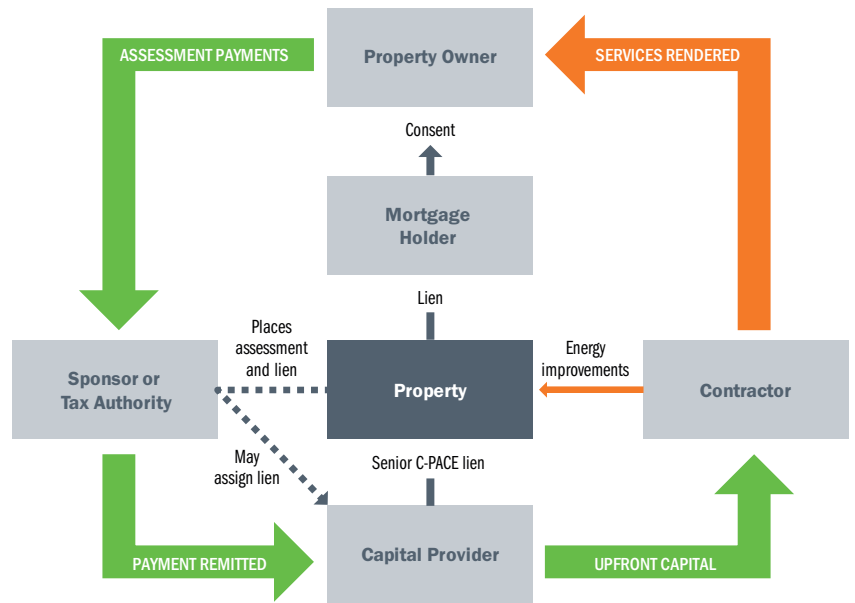 ASSESSMENT PAYMENTS
Property Owner
SERVICES RENDERED
Consent
Mortgage
Holder
Lien
Places
assessment
and lien
Energy
improvements
Sponsor or
Tax Authority
Property
Contractor
May
assign lien
Senior C-PACE lien
PAYMENT REMITTED
Capital Provider
UPFRONT CAPITAL